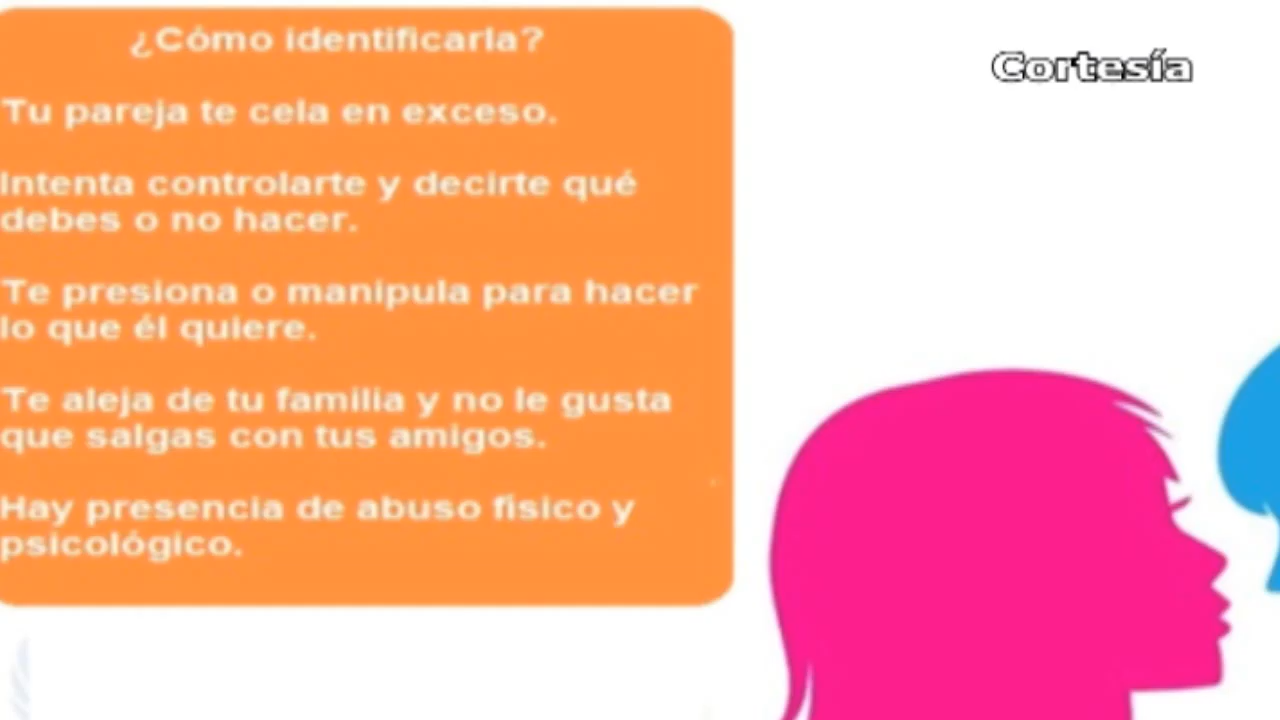 ¿Cómo identificarla?
Cortesía
Tu pareja te cela en exceso.
Intenta controlarte y decirte qué
debes o no hacer.
Te presiona o manipula para hacer
lo que él quiere.
Te aleja de tu familia y no le gusta
que salgas con tus amigos.
Hay presencia de abuso físico y
psicológico.